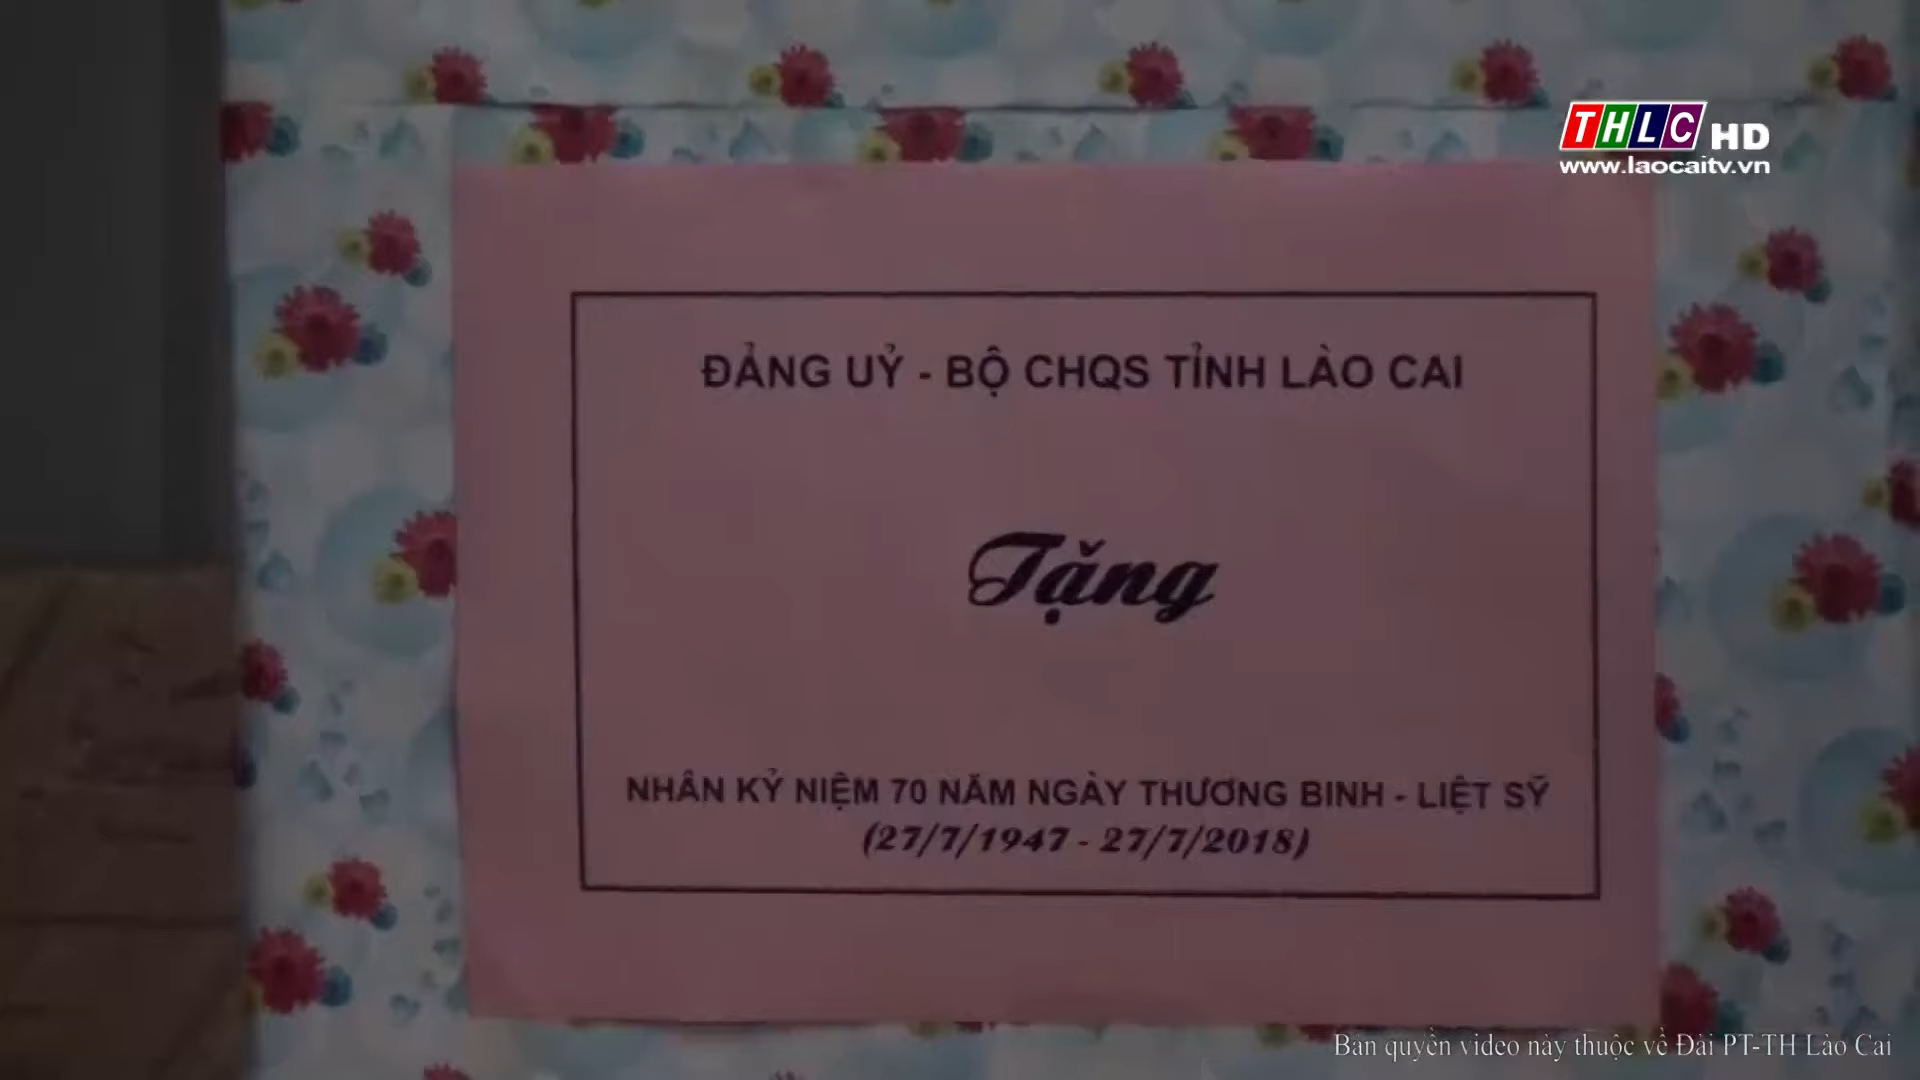 THLC HD
www.laocaitv.vn
ĐẢNG UỶ - BỘ CHQS TỈNH LÀO CAI
Tặng
NHÂN KỶ NIỆM 70 NĂM NGÀY THƯƠNG BINH - LIỆT SỸ
(27/7/1947 - 27/7/2018)
Bản quyền video này thuộc về Đài PT-TH Lào Cai